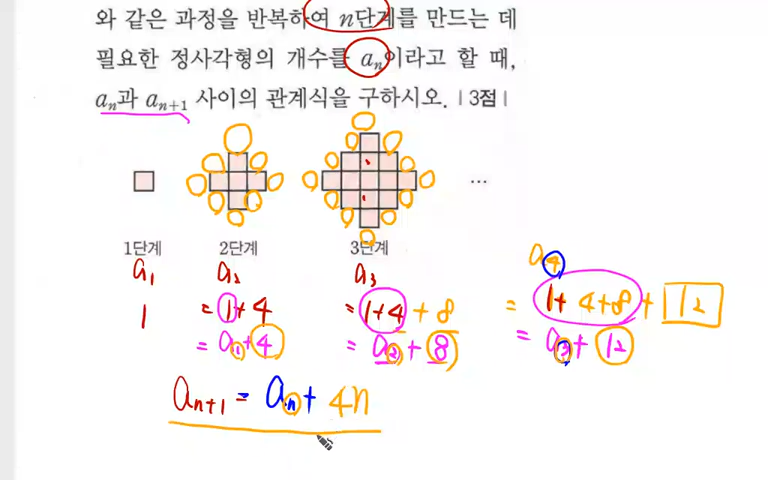 와 같은 과정을 반복하여 n단계를 만드는 데
필요한 정사각형의 개수를 aₙ이라고 할 때,
aₙ과 aₙ₊₁ 사이의 관계식을 구하시오. | 3점 |
...
1단계 2단계 3단계
a₁ a₂ a₃ a₄
1 = 1+4 = 1+4+8 = 1+4+8+12
= a₁+4 = a₂+8 = a₃+12
aₙ₊₁ = aₙ+4n